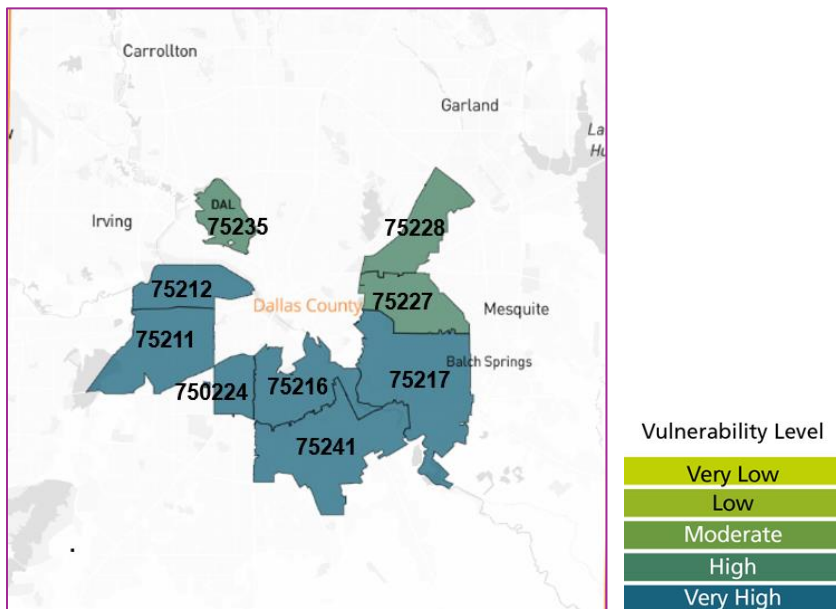 Carrollton
Garland
La
Hu
DAL
75235
Irving
75228
75212
Dallas County
75227
Mesquite
75211
Balch Springs
75217
750224
75216
75241
Vulnerability Level
Very Low
Low
Moderate
High
Very High